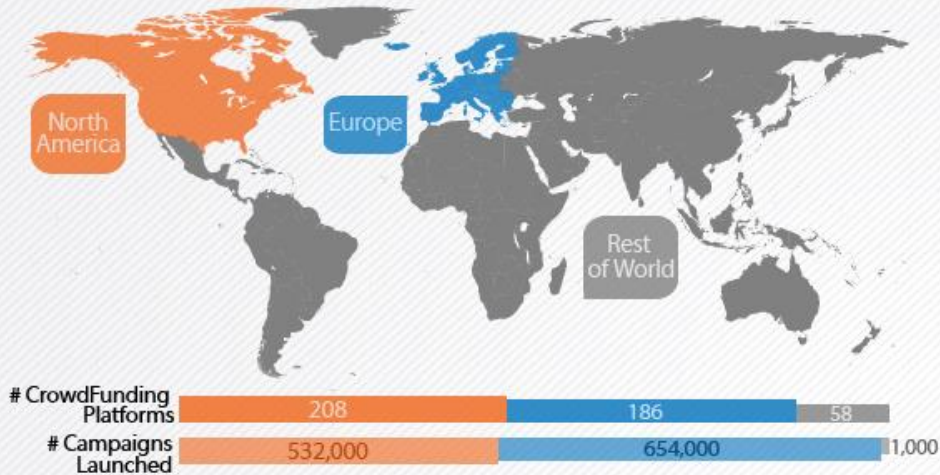 North
America
Europe
Rest
of World
# CrowdFunding
Platforms
208
186
58
# Campaigns
Launched
532,000
654,000
1,000